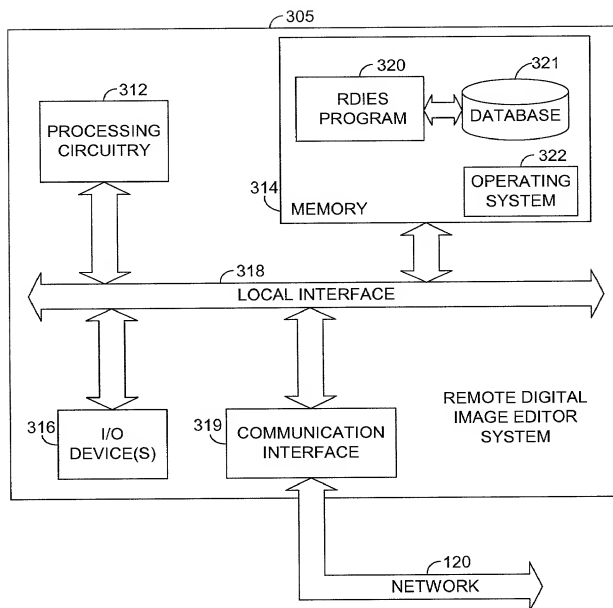 305
312
PROCESSING
CIRCUITRY
320
RDIES
PROGRAM
321
DATABASE
322
OPERATING
SYSTEM
314
MEMORY
318
LOCAL INTERFACE
316
I/O
DEVICE(S)
319
COMMUNICATION
INTERFACE
REMOTE DIGITAL
IMAGE EDITOR
SYSTEM
120
NETWORK